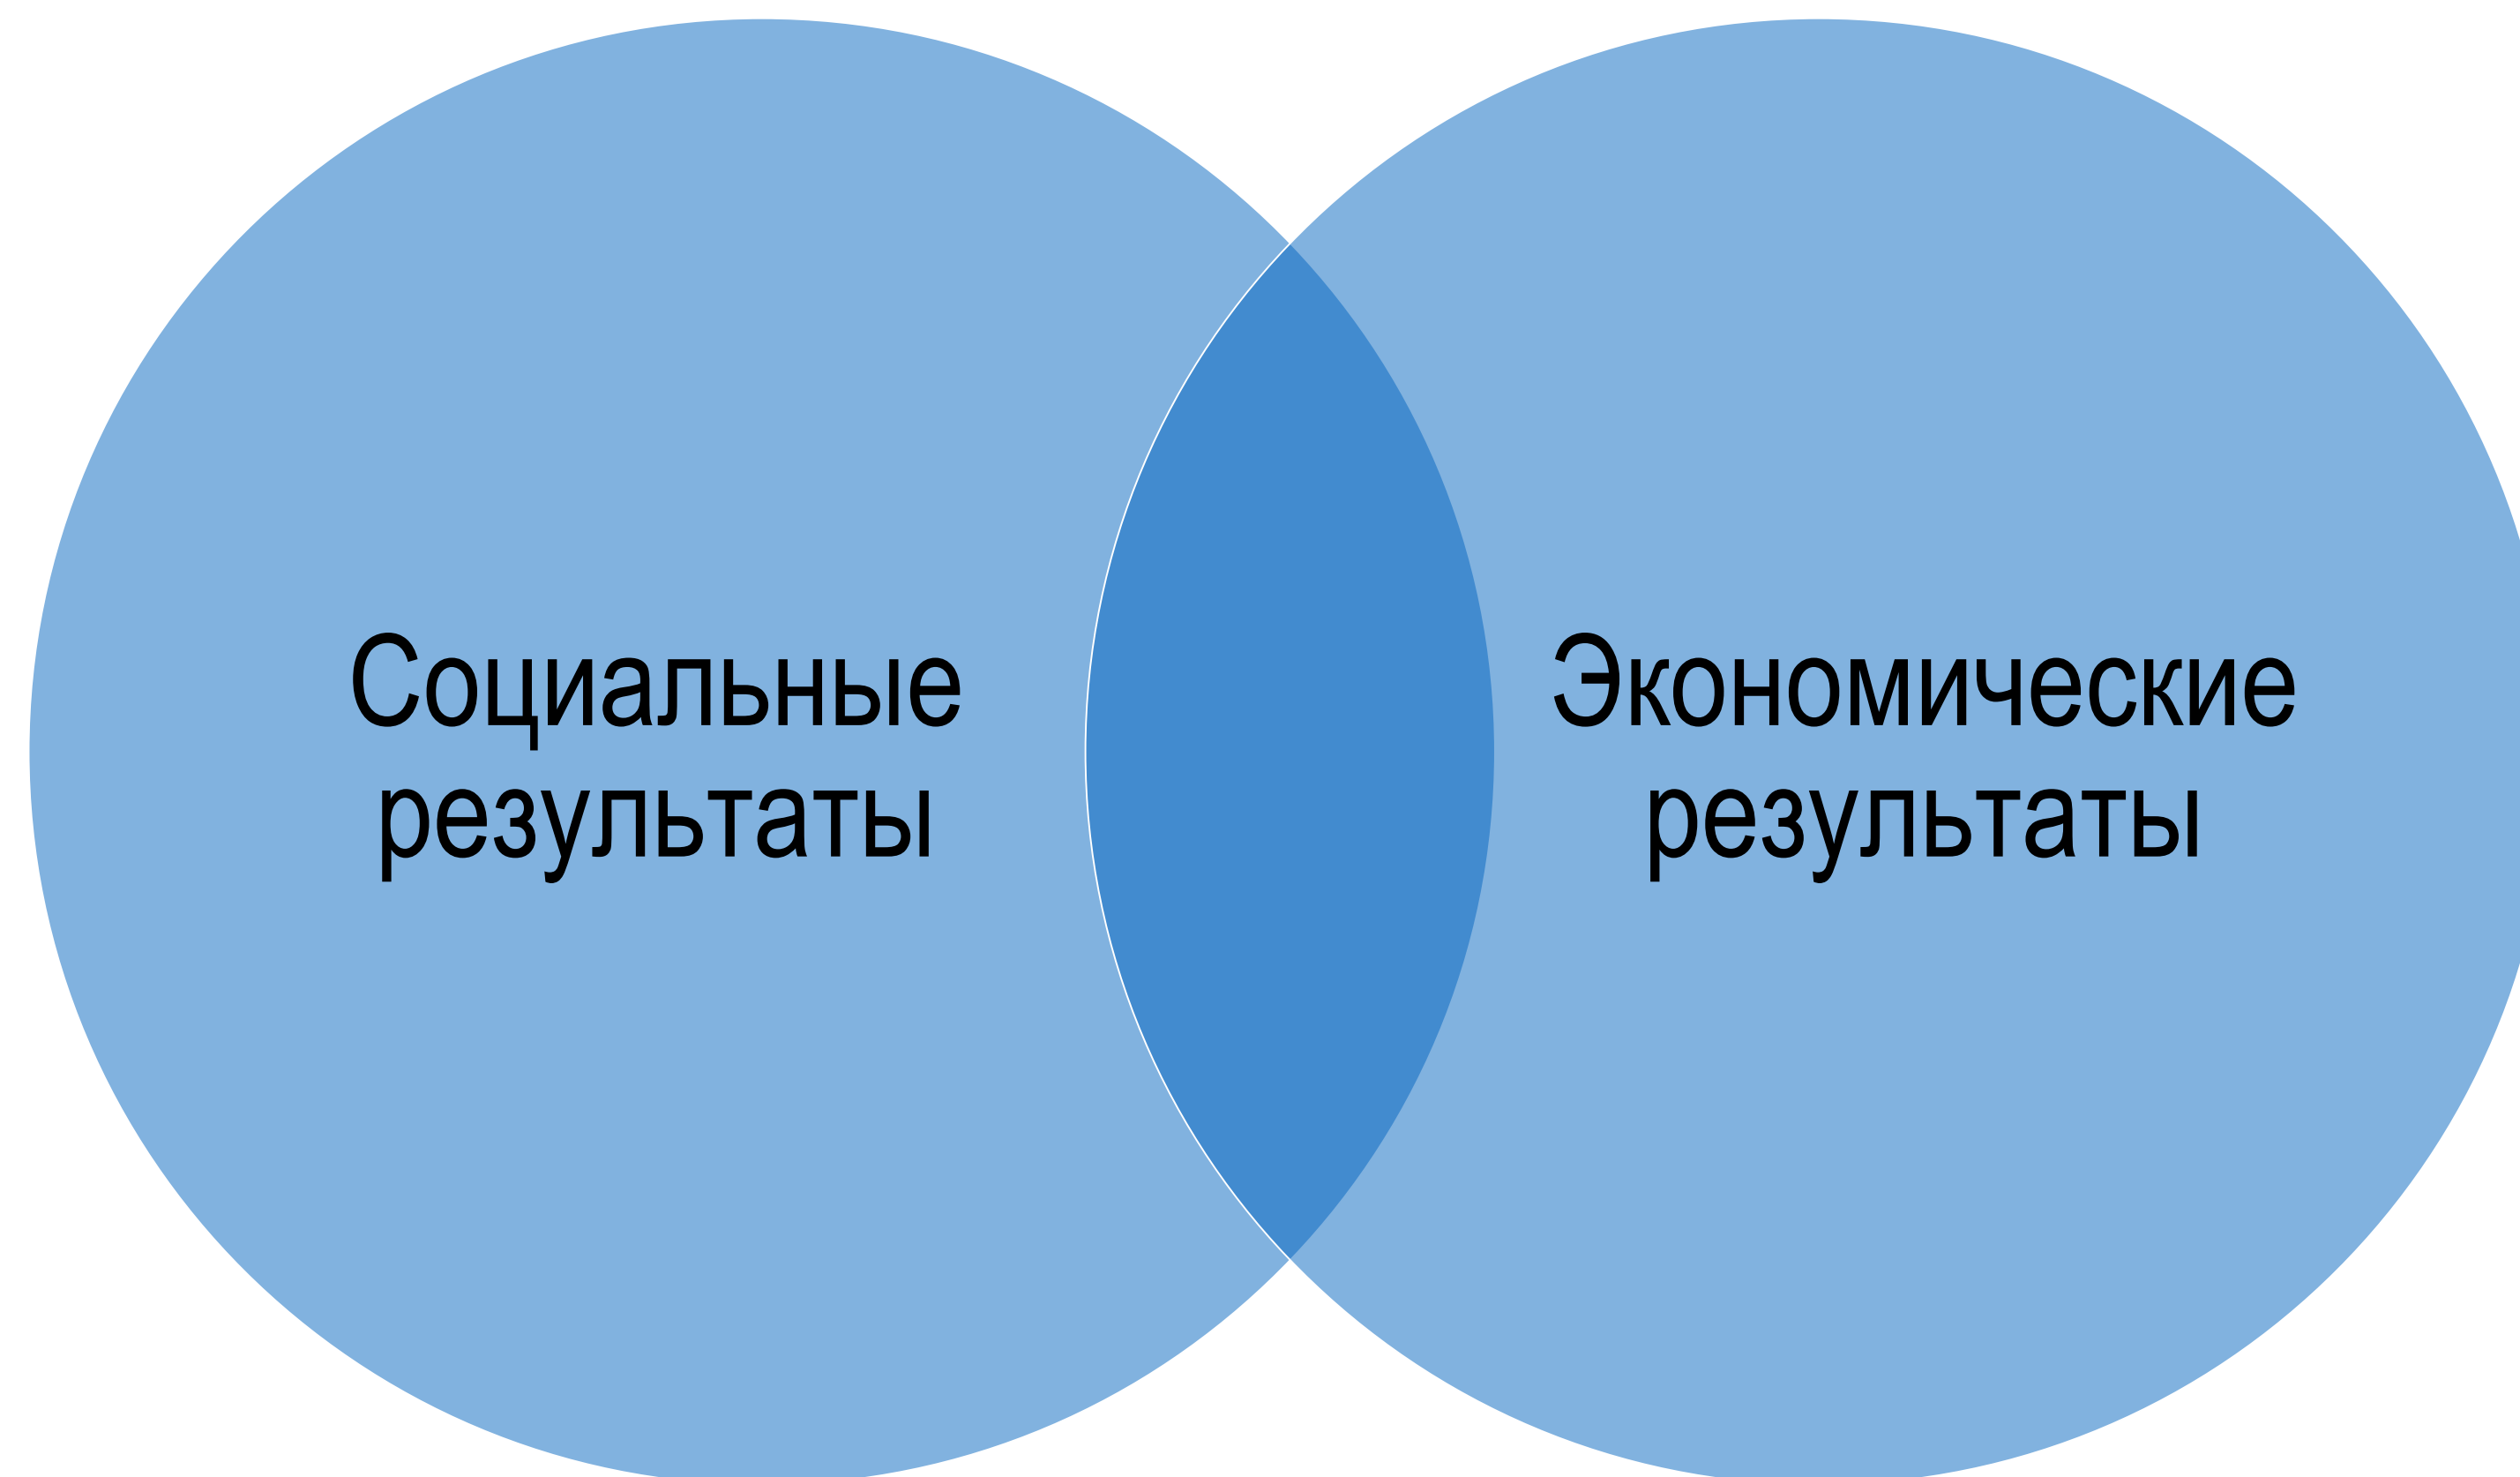 Социальные
результаты
Экономические
результаты